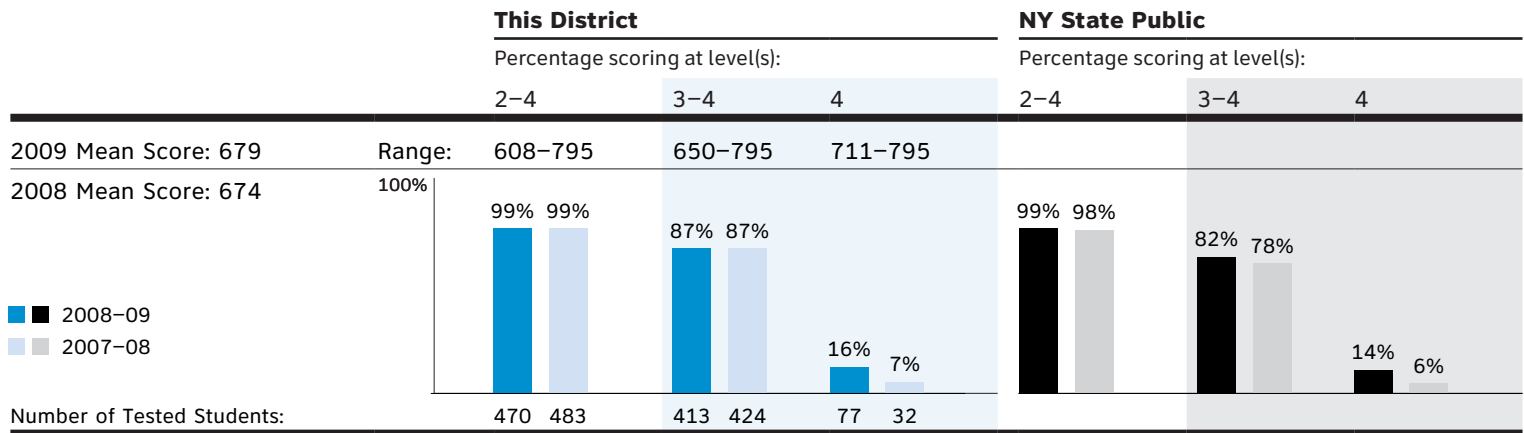 This District NY State Public
Percentage scoring at level(s): Percentage scoring at level(s):
2–4 3–4 4 2–4 3–4 4
2009 Mean Score: 679 Range: 608–795 650–795 711–795
2008 Mean Score: 674 100%
99% 99% 87% 87% 16% 7% 99% 98% 82% 78% 14% 6%
2008–09
2007–08
Number of Tested Students: 470 483 413 424 77 32